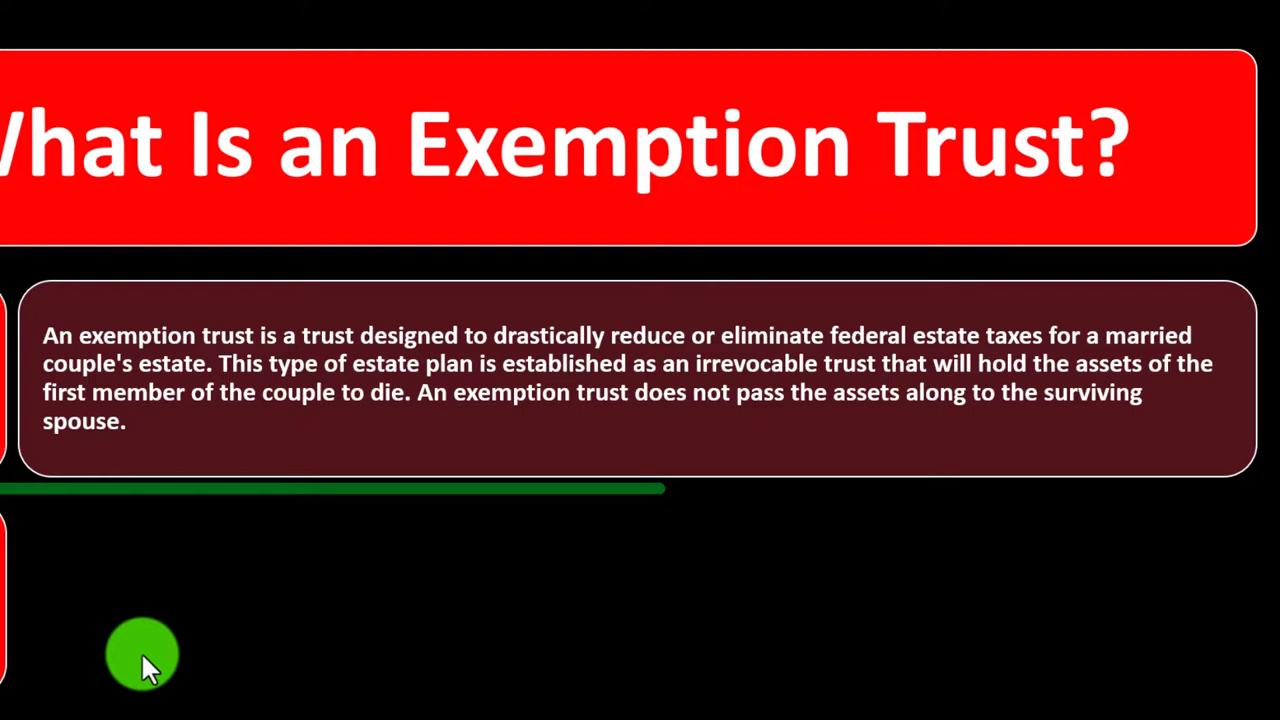 What Is an Exemption Trust?
An exemption trust is a trust designed to drastically reduce or eliminate federal estate taxes for a married
couple's estate. This type of estate plan is established as an irrevocable trust that will hold the assets of the
first member of the couple to die. An exemption trust does not pass the assets along to the surviving
spouse.